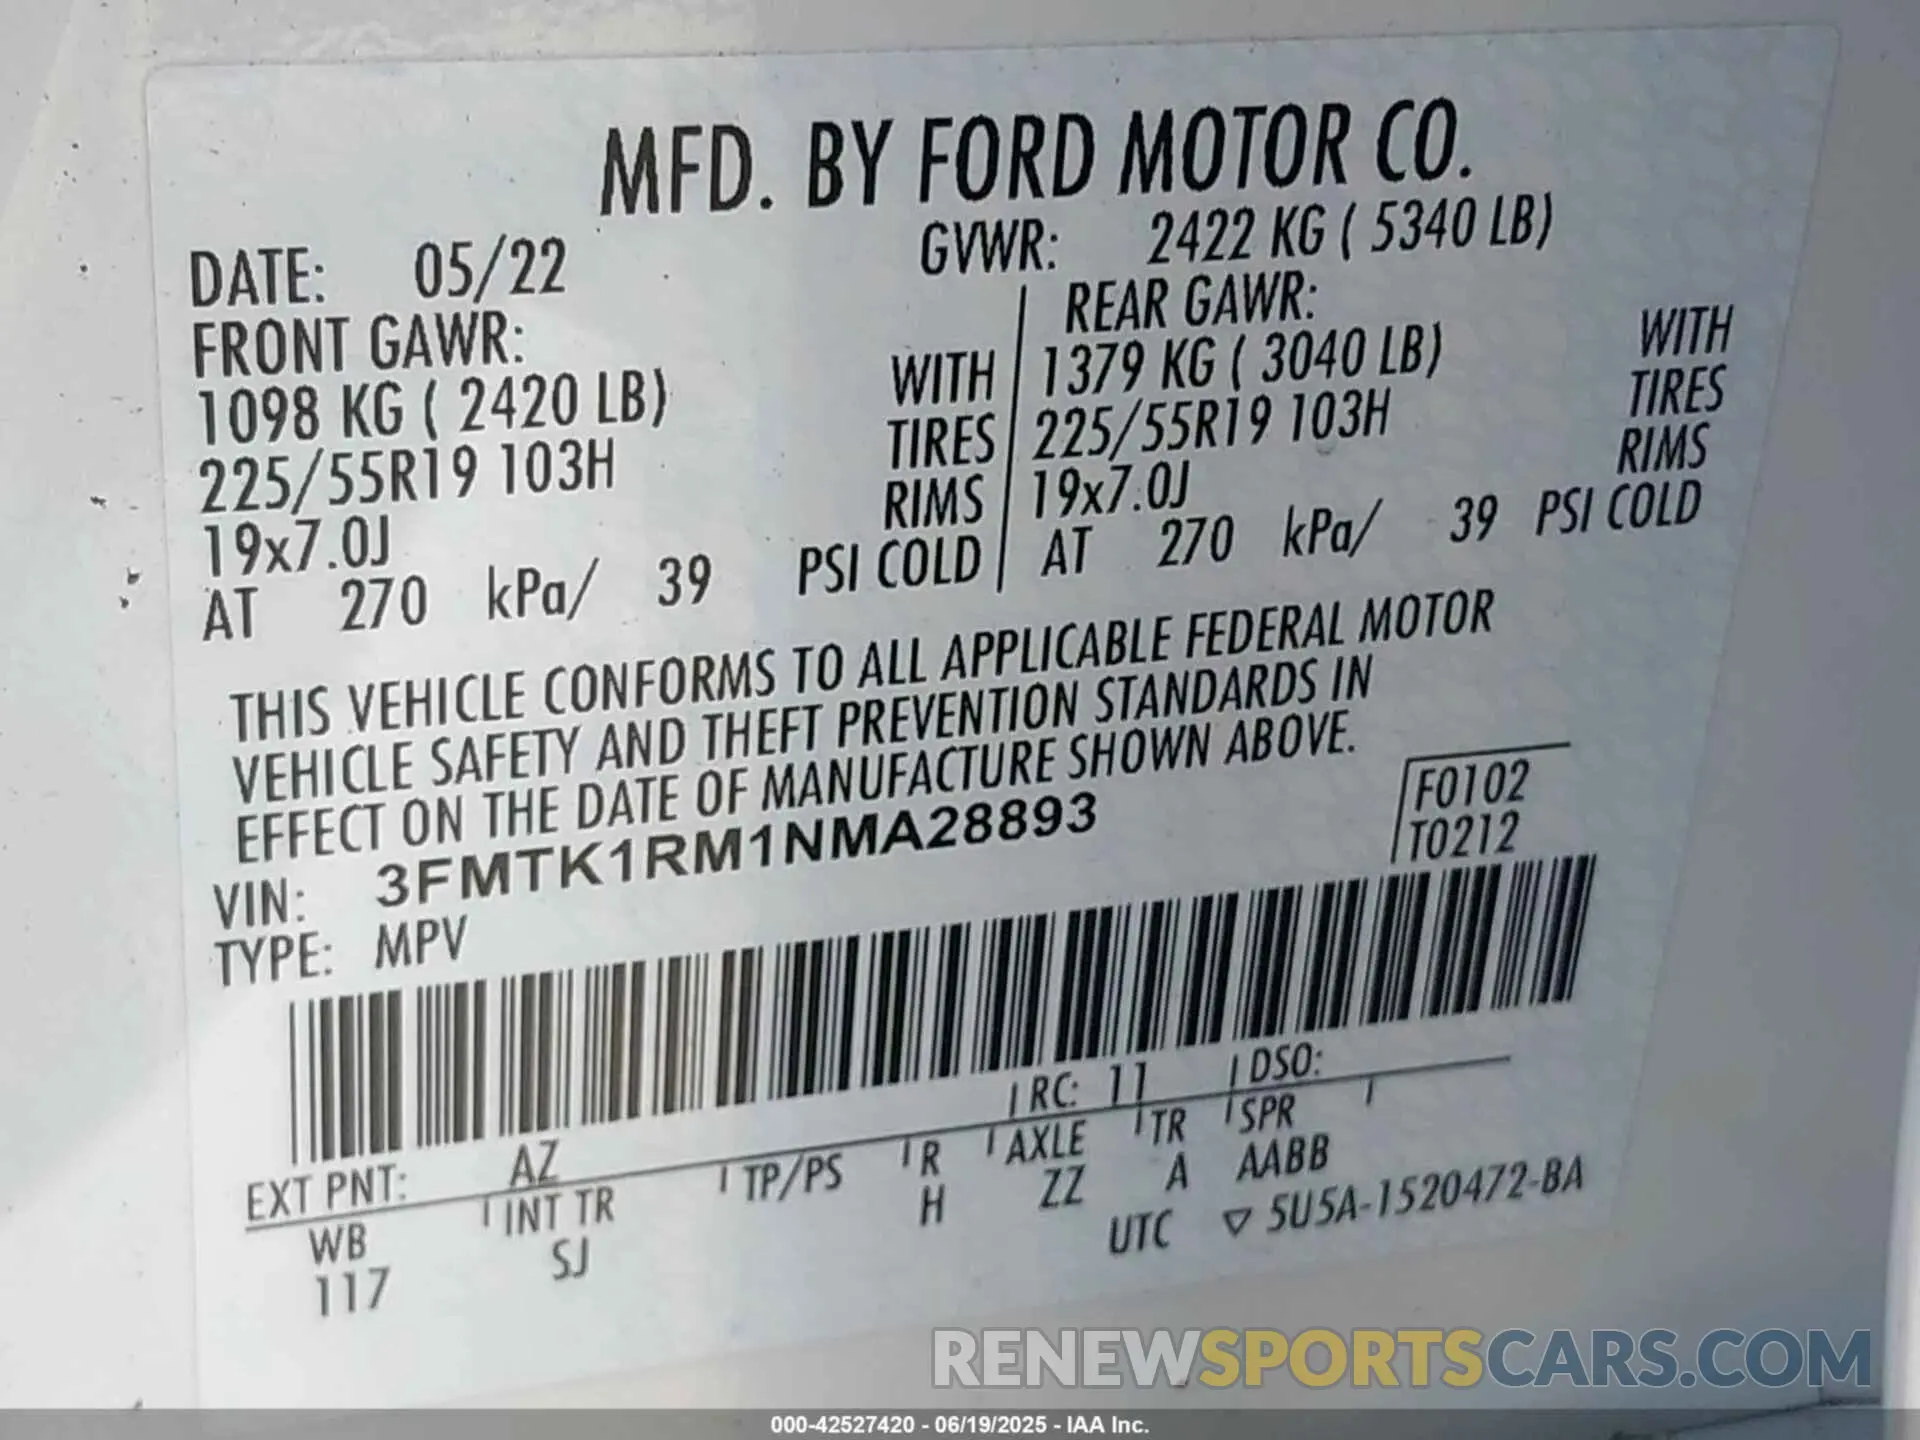 MFD. BY FORD MOTOR CO.
DATE: 05/22 GVWR: 2422 KG ( 5340 LB)
FRONT GAWR: REAR GAWR:
1098 KG ( 2420 LB) WITH 1379 KG ( 3040 LB) WITH
225/55R19 103H TIRES 225/55R19 103H TIRES
19x7.0J RIMS 19x7.0J RIMS
AT 270 kPa/ 39 PSI COLD AT 270 kPa/ 39 PSI COLD
THIS VEHICLE CONFORMS TO ALL APPLICABLE FEDERAL MOTOR
VEHICLE SAFETY AND THEFT PREVENTION STANDARDS IN
EFFECT ON THE DATE OF MANUFACTURE SHOWN ABOVE.
F0102
T0212
VIN: 3FMTK1RM1NMA28893
TYPE: MPV
RC: 11 DSO:
EXT PNT: AZ
WB INT TR TP/PS R AXLE TR SPR
117 SJ H ZZ A AABB
UTC ▽ 5U5A-1520472-BA
RENEWSPORTSCARS.COM
000-42527420 - 06/19/2025 - IAA Inc.